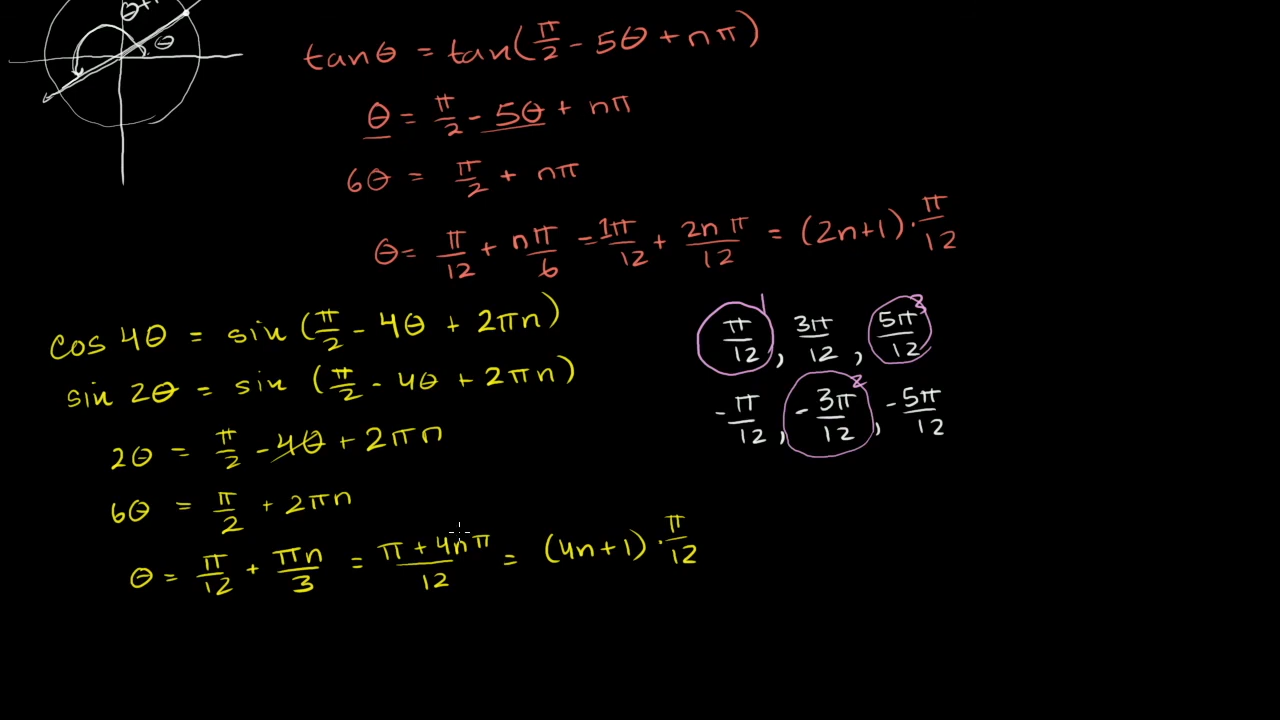 θ+π
θ
tanθ = tan(π/2 - 5θ + nπ)
θ = π/2 - 5θ + nπ
6θ = π/2 + nπ
θ = π/12 + nπ/6 = 1π/12 + 2nπ/12 = (2n+1)·π/12
cos 4θ = sin(π/2 - 4θ + 2πn)
sin 2θ = sin(π/2 - 4θ + 2πn)
2θ = π/2 - 4θ + 2πn
6θ = π/2 + 2πn
θ = π/12 + πn/3 = π + 4nπ/12 = (4n+1)·π/12
1 3
π/12, 3π/12, 5π/12
2
-π/12, -3π/12, -5π/12